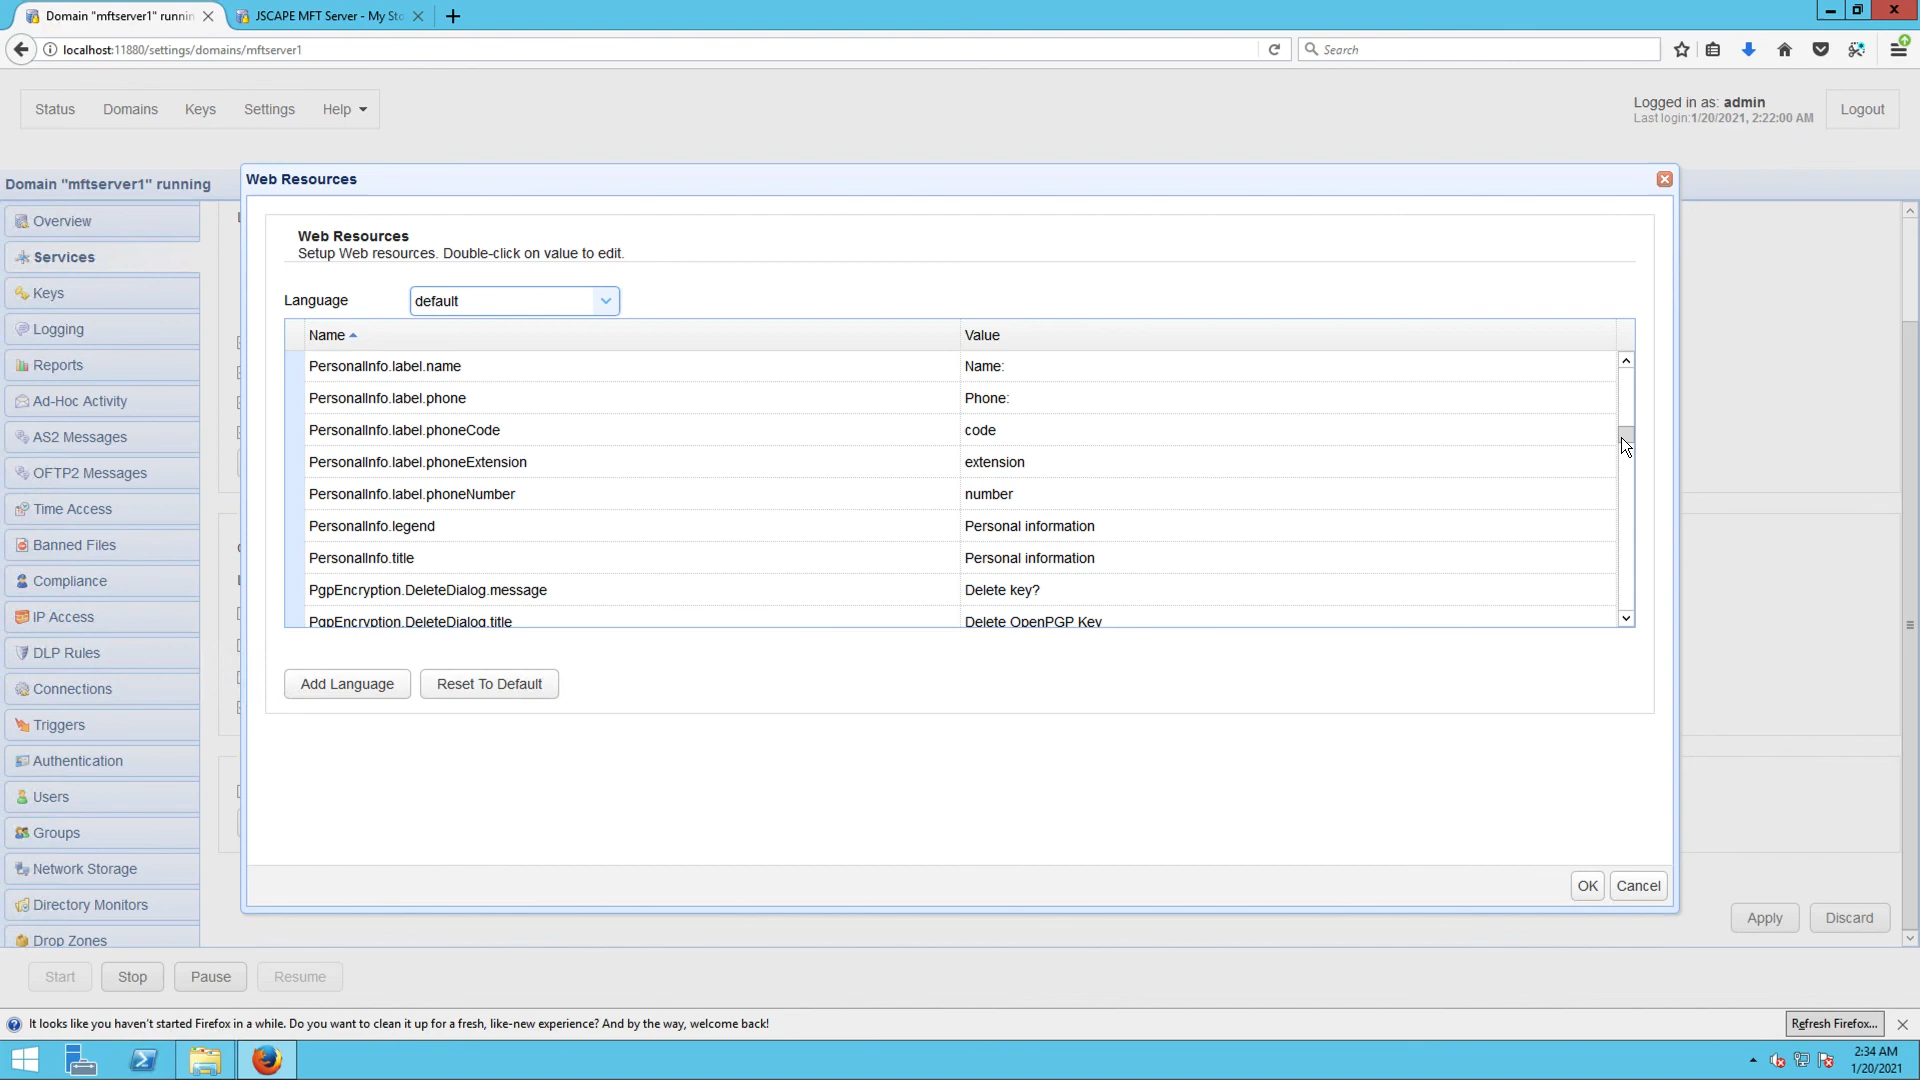 Domain "mftserver1" runnin
JSCAPE MFT Server - My Sto
localhost:11880/settings/domains/mftserver1
Search
Status
Domains
Keys
Settings
Help
Logged in as: admin
Last login:1/20/2021, 2:22:00 AM
Logout
Domain "mftserver1" running
Overview
Services
Keys
Logging
Reports
Ad-Hoc Activity
AS2 Messages
OFTP2 Messages
Time Access
Banned Files
Compliance
IP Access
DLP Rules
Connections
Triggers
Authentication
Users
Groups
Network Storage
Directory Monitors
Drop Zones
Web Resources
Web Resources
Setup Web resources. Double-click on value to edit.
Language
default
Name
Value
PersonalInfo.label.name
Name:
PersonalInfo.label.phone
Phone:
PersonalInfo.label.phoneCode
code
PersonalInfo.label.phoneExtension
extension
PersonalInfo.label.phoneNumber
number
PersonalInfo.legend
Personal information
PersonalInfo.title
Personal information
PgpEncryption.DeleteDialog.message
Delete key?
PgpEncryption.DeleteDialog.title
Delete OpenPGP Key
Add Language
Reset To Default
OK
Cancel
Apply
Discard
Start
Stop
Pause
Resume
It looks like you haven't started Firefox in a while. Do you want to clean it up for a fresh, like-new experience? And by the way, welcome back!
Refresh Firefox...
2:34 AM
1/20/2021